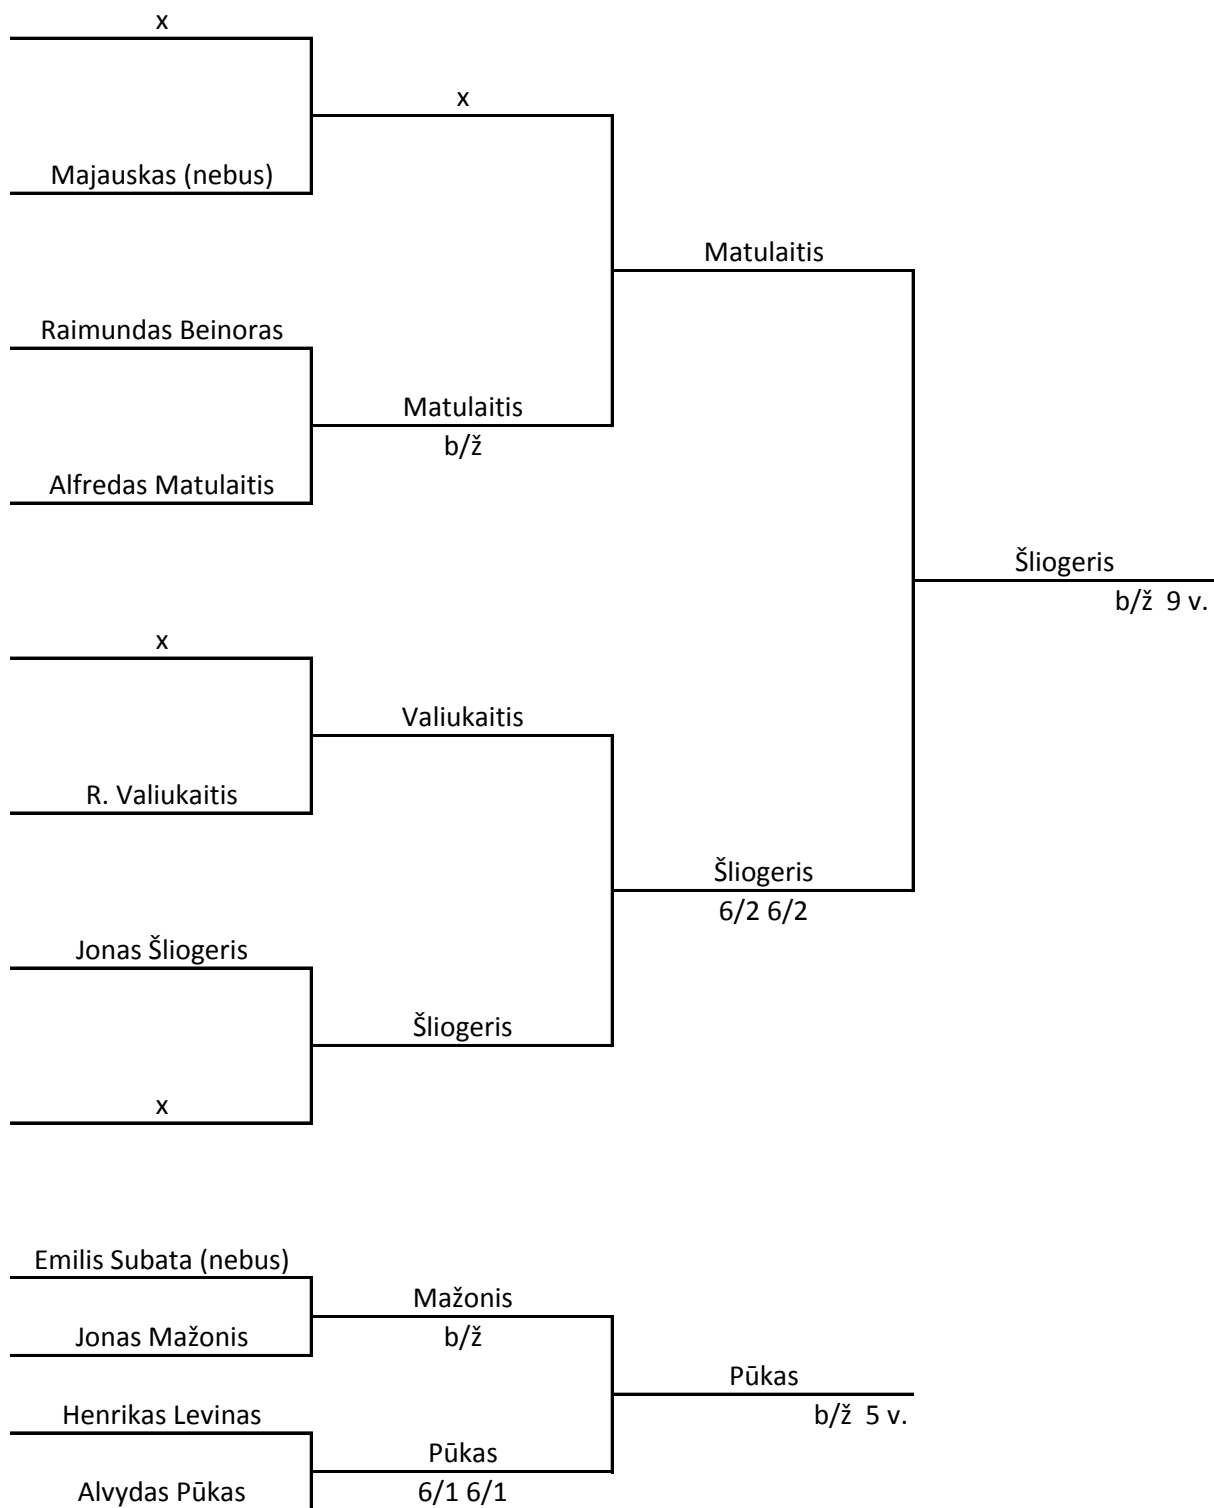 x
x
Majauskas (nebus)
Matulaitis
Raimundas Beinoras
Matulaitis
b/ž
Alfredas Matulaitis
Šliogeris
b/ž 9 v.
x
Valiukaitis
R. Valiukaitis
Šliogeris
6/2 6/2
Jonas Šliogeris
Šliogeris
x
Emilis Subata (nebus)
Mažonis
Jonas Mažonis
b/ž
Pūkas
Henrikas Levinas
b/ž 5 v.
Pūkas
Alvydas Pūkas
6/1 6/1